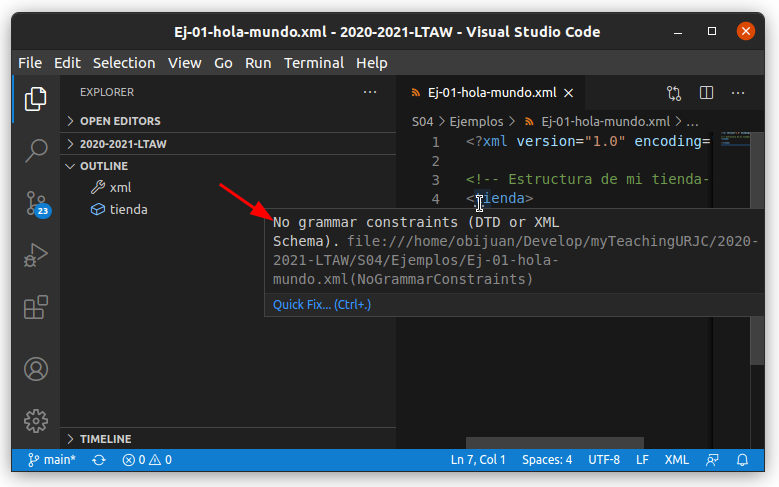 Ej-01-hola-mundo.xml - 2020-2021-LTAW - Visual Studio Code
File Edit Selection View Go Run Terminal Help
EXPLORER ···
OPEN EDITORS
2020-2021-LTAW
OUTLINE
xml
tienda
23
TIMELINE
Ej-01-hola-mundo.xml
S04 > Ejemplos > Ej-01-hola-mundo.xml > ...
1 <?xml version="1.0" encoding=
2
3 <!-- Estructura de mi tienda-
4 <tienda>
No grammar constraints (DTD or XML
Schema). file:///home/obijuan/Develop/myTeachingURJC/2020-
2021-LTAW/S04/Ejemplos/Ej-01-hola-
mundo.xml(NoGrammarConstraints)
Quick Fix... (Ctrl+.)
main* 0 0 Ln 7, Col 1 Spaces: 4 UTF-8 LF XML